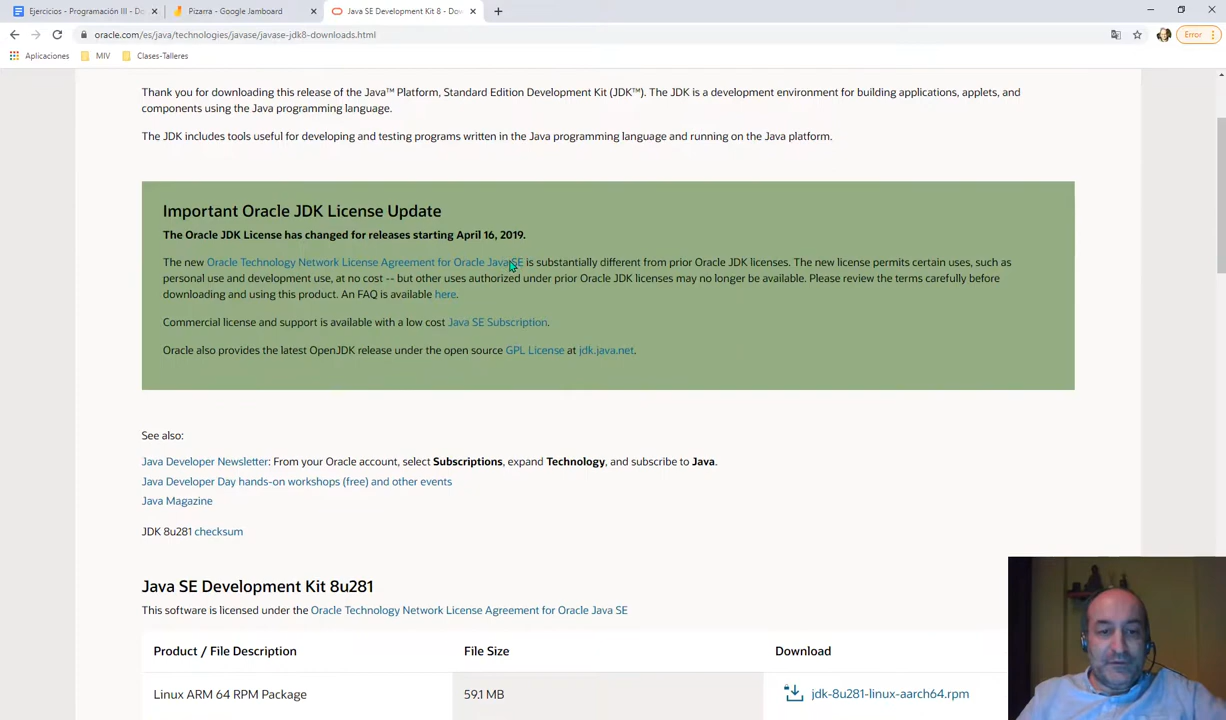 Ejercicios - Programación III - Do
Pizarra - Google Jamboard
Java SE Development Kit 8 - Dow
oracle.com/es/java/technologies/javase/javase-jdk8-downloads.html
Error
Aplicaciones
MIV
Clases-Talleres
Thank you for downloading this release of the Java™ Platform, Standard Edition Development Kit (JDK™). The JDK is a development environment for building applications, applets, and
components using the Java programming language.
The JDK includes tools useful for developing and testing programs written in the Java programming language and running on the Java platform.
Important Oracle JDK License Update
The Oracle JDK License has changed for releases starting April 16, 2019.
The new Oracle Technology Network License Agreement for Oracle Java SE is substantially different from prior Oracle JDK licenses. The new license permits certain uses, such as
personal use and development use, at no cost -- but other uses authorized under prior Oracle JDK licenses may no longer be available. Please review the terms carefully before
downloading and using this product. An FAQ is available here.
Commercial license and support is available with a low cost Java SE Subscription.
Oracle also provides the latest OpenJDK release under the open source GPL License at jdk.java.net.
See also:
Java Developer Newsletter: From your Oracle account, select Subscriptions, expand Technology, and subscribe to Java.
Java Developer Day hands-on workshops (free) and other events
Java Magazine
JDK 8u281 checksum
Java SE Development Kit 8u281
This software is licensed under the Oracle Technology Network License Agreement for Oracle Java SE
Product / File Description
File Size
Download
Linux ARM 64 RPM Package
59.1 MB
jdk-8u281-linux-aarch64.rpm